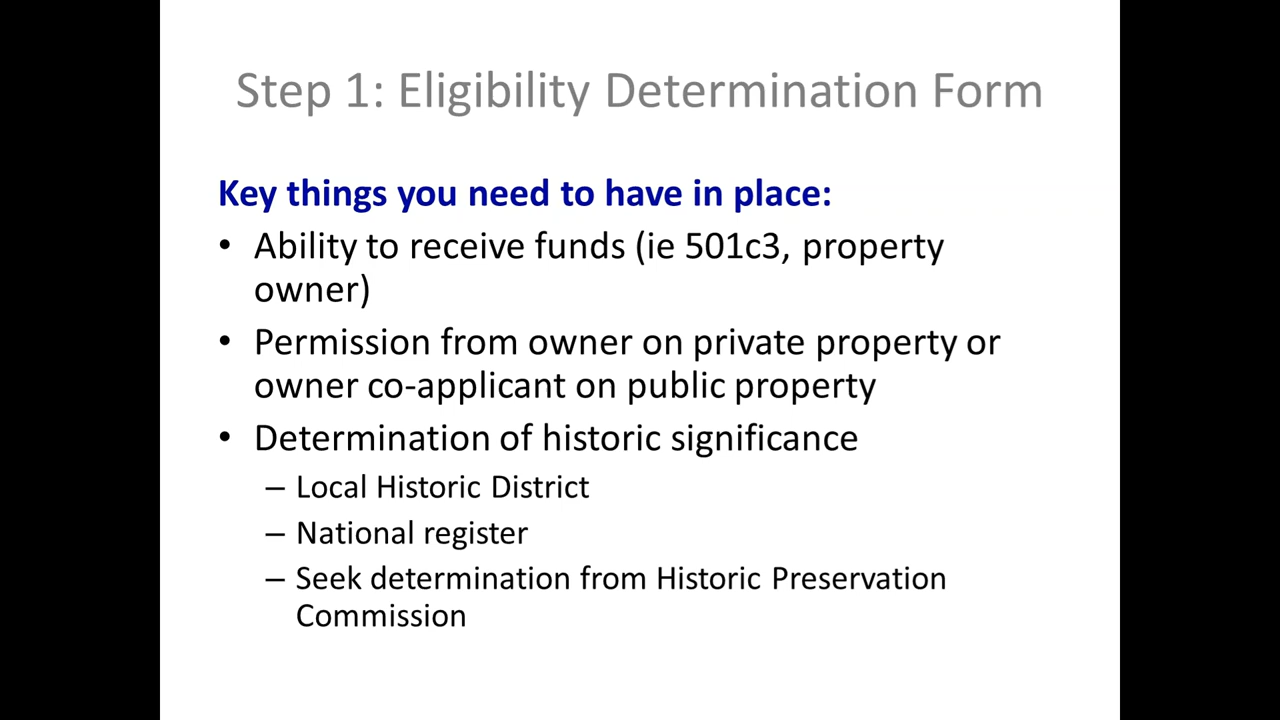 Step 1: Eligibility Determination Form
Key things you need to have in place:
• Ability to receive funds (ie 501c3, property
owner)
• Permission from owner on private property or
owner co-applicant on public property
• Determination of historic significance
– Local Historic District
– National register
– Seek determination from Historic Preservation
Commission